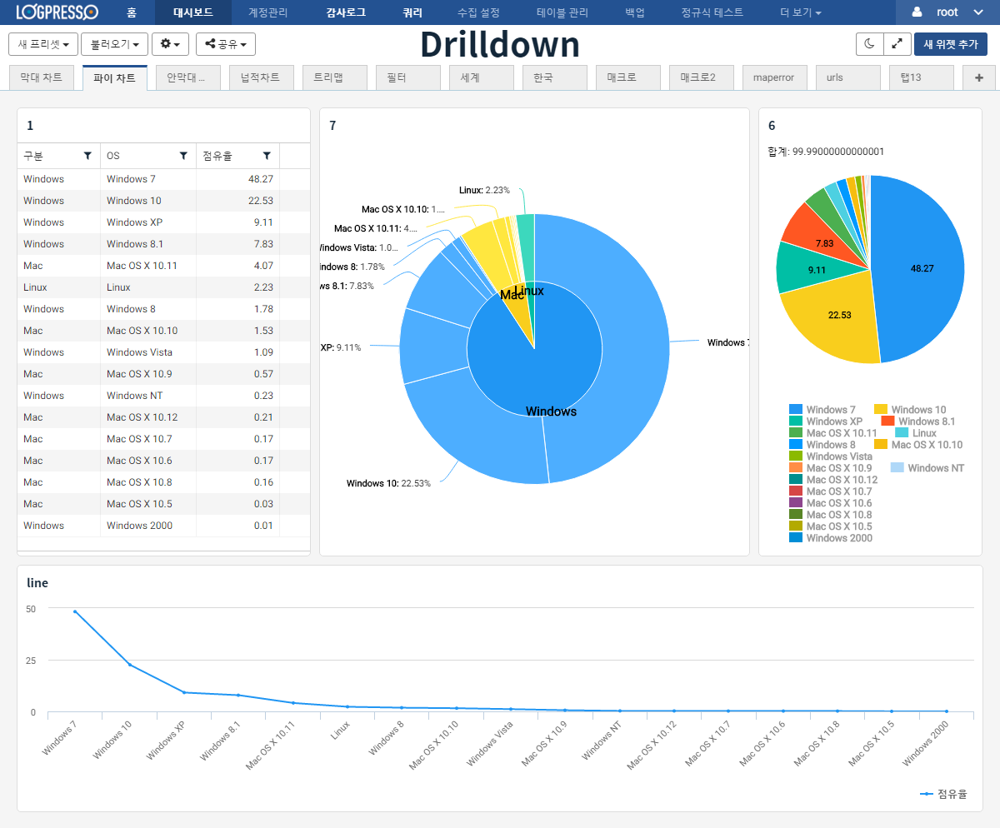 LOGPRESSO 홈 대시보드 계정관리 감사로그 쿼리 수집 설정 테이블 관리 백업 정규식 테스트 더 보기 root
새 프리셋 불러오기 공유 Drilldown 새 위젯 추가
막대 차트 파이 차트 안막대 ... 넙적차트 트리맵 필터 세계 한국 매크로 매크로2 maperror urls 탭13 +
1
구분 OS 점유율
Windows Windows 7 48.27
Windows Windows 10 22.53
Windows Windows XP 9.11
Windows Windows 8.1 7.83
Mac Mac OS X 10.11 4.07
Linux Linux 2.23
Windows Windows 8 1.78
Mac Mac OS X 10.10 1.53
Windows Windows Vista 1.09
Mac Mac OS X 10.9 0.57
Windows Windows NT 0.23
Mac Mac OS X 10.12 0.21
Mac Mac OS X 10.7 0.17
Mac Mac OS X 10.6 0.17
Mac Mac OS X 10.8 0.16
Mac Mac OS X 10.5 0.03
Windows Windows 2000 0.01
7
Linux: 2.23%
Mac OS X 10.10: 1....
Mac OS X 10.11: 4....
Windows Vista: 1.0...
indows 8: 1.78%
ws 8.1: 7.83%
XP: 9.11%
Windows 10: 22.53%
Windows 7
Mac
Linux
Windows
6
합계: 99.99000000000001
7.83
9.11
48.27
22.53
Windows 7 Windows 10
Windows XP Windows 8.1
Mac OS X 10.11 Linux
Windows 8 Mac OS X 10.10
Windows Vista
Mac OS X 10.9 Windows NT
Mac OS X 10.12
Mac OS X 10.7
Mac OS X 10.6
Mac OS X 10.8
Mac OS X 10.5
Windows 2000
line
50
25
0
Windows 7 Windows 10 Windows XP Windows 8.1 Mac OS X 10.11 Linux Windows 8 Mac OS X 10.10 Windows Vista Mac OS X 10.9 Windows NT Mac OS X 10.12 Mac OS X 10.7 Mac OS X 10.6 Mac OS X 10.8 Mac OS X 10.5 Windows 2000
점유율